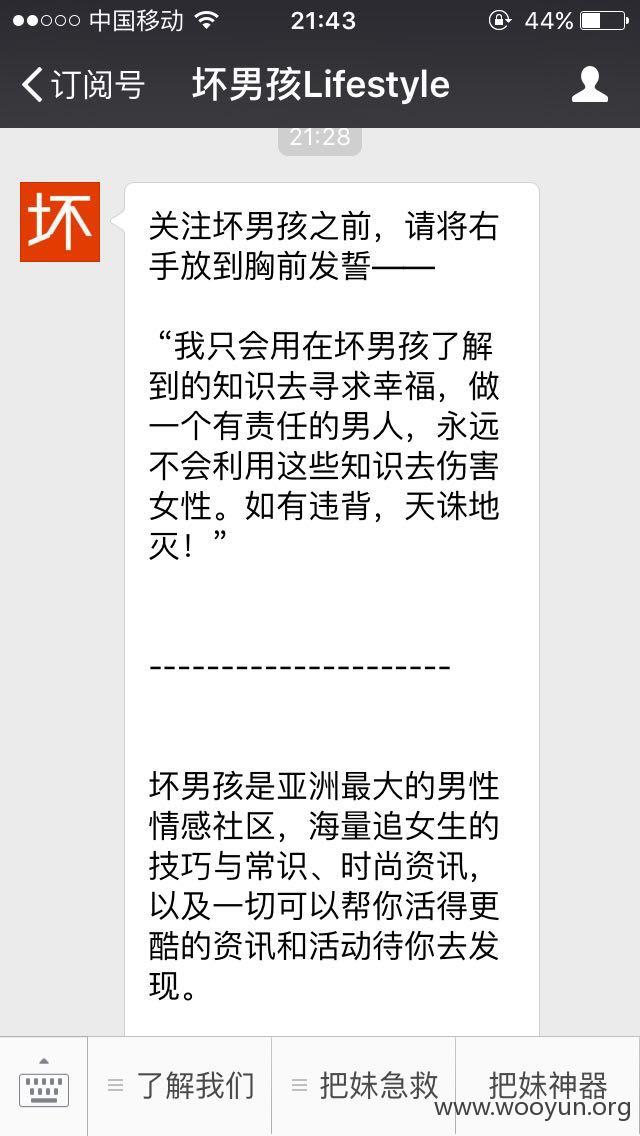 中国移动 21:43 44%
订阅号 坏男孩Lifestyle
21:28
坏
关注坏男孩之前，请将右
手放到胸前发誓——
“我只会用在坏男孩了解
到的知识去寻求幸福，做
一个有责任的男人，永远
不会利用这些知识去伤害
女性。如有违背，天诛地
灭！”
---------------------
坏男孩是亚洲最大的男性
情感社区，海量追女生的
技巧与常识、时尚资讯，
以及一切可以帮你活得更
酷的资讯和活动待你去发
现。
了解我们 把妹急救 把妹神器
www.wooyun.org